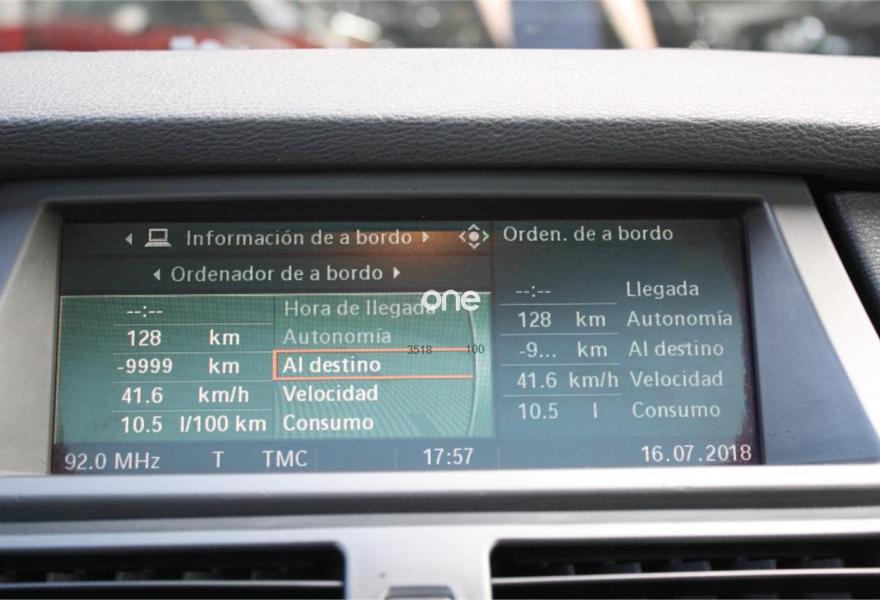 Información de a bordo
Ordenador de a bordo
--:-- Hora de llegada
128 km Autonomía
-9999 km Al destino
41.6 km/h Velocidad
10.5 l/100 km Consumo
Orden. de a bordo
--:-- Llegada
128 km Autonomía
-9... km Al destino
41.6 km/h Velocidad
10.5 l Consumo
92.0 MHz T TMC 17:57 16.07.2018
one
3518 100